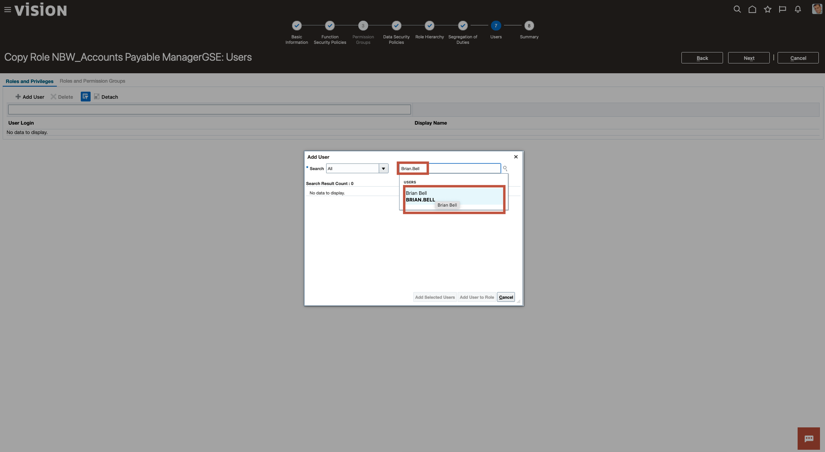 VISION
7
8
Basic
Information
Function
Security Policies
Permission
Groups
Data Security
Policies
Role Hierarchy
Segregation of
Duties
Users
Summary
Copy Role NBW_Accounts Payable ManagerGSE: Users
Back
Next
Cancel
Roles and Privileges
Roles and Permission Groups
Add User
Delete
Detach
User Login
Display Name
No data to display.
Add User
* Search
All
Brian.Bell
Search Result Count : 0
No data to display.
USERS
Brian Bell
BRIAN.BELL
Brian Bell
Add Selected Users
Add User to Role
Cancel